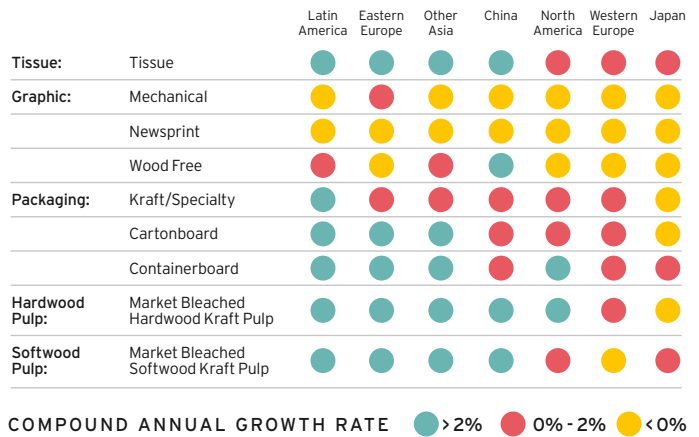 Latin America Eastern Europe Other Asia China North America Western Europe Japan
Tissue: Tissue
Graphic: Mechanical
Newsprint
Wood Free
Packaging: Kraft/Specialty
Cartonboard
Containerboard
Hardwood Pulp: Market Bleached Hardwood Kraft Pulp
Softwood Pulp: Market Bleached Softwood Kraft Pulp
COMPOUND ANNUAL GROWTH RATE > 2% 0% - 2% < 0%